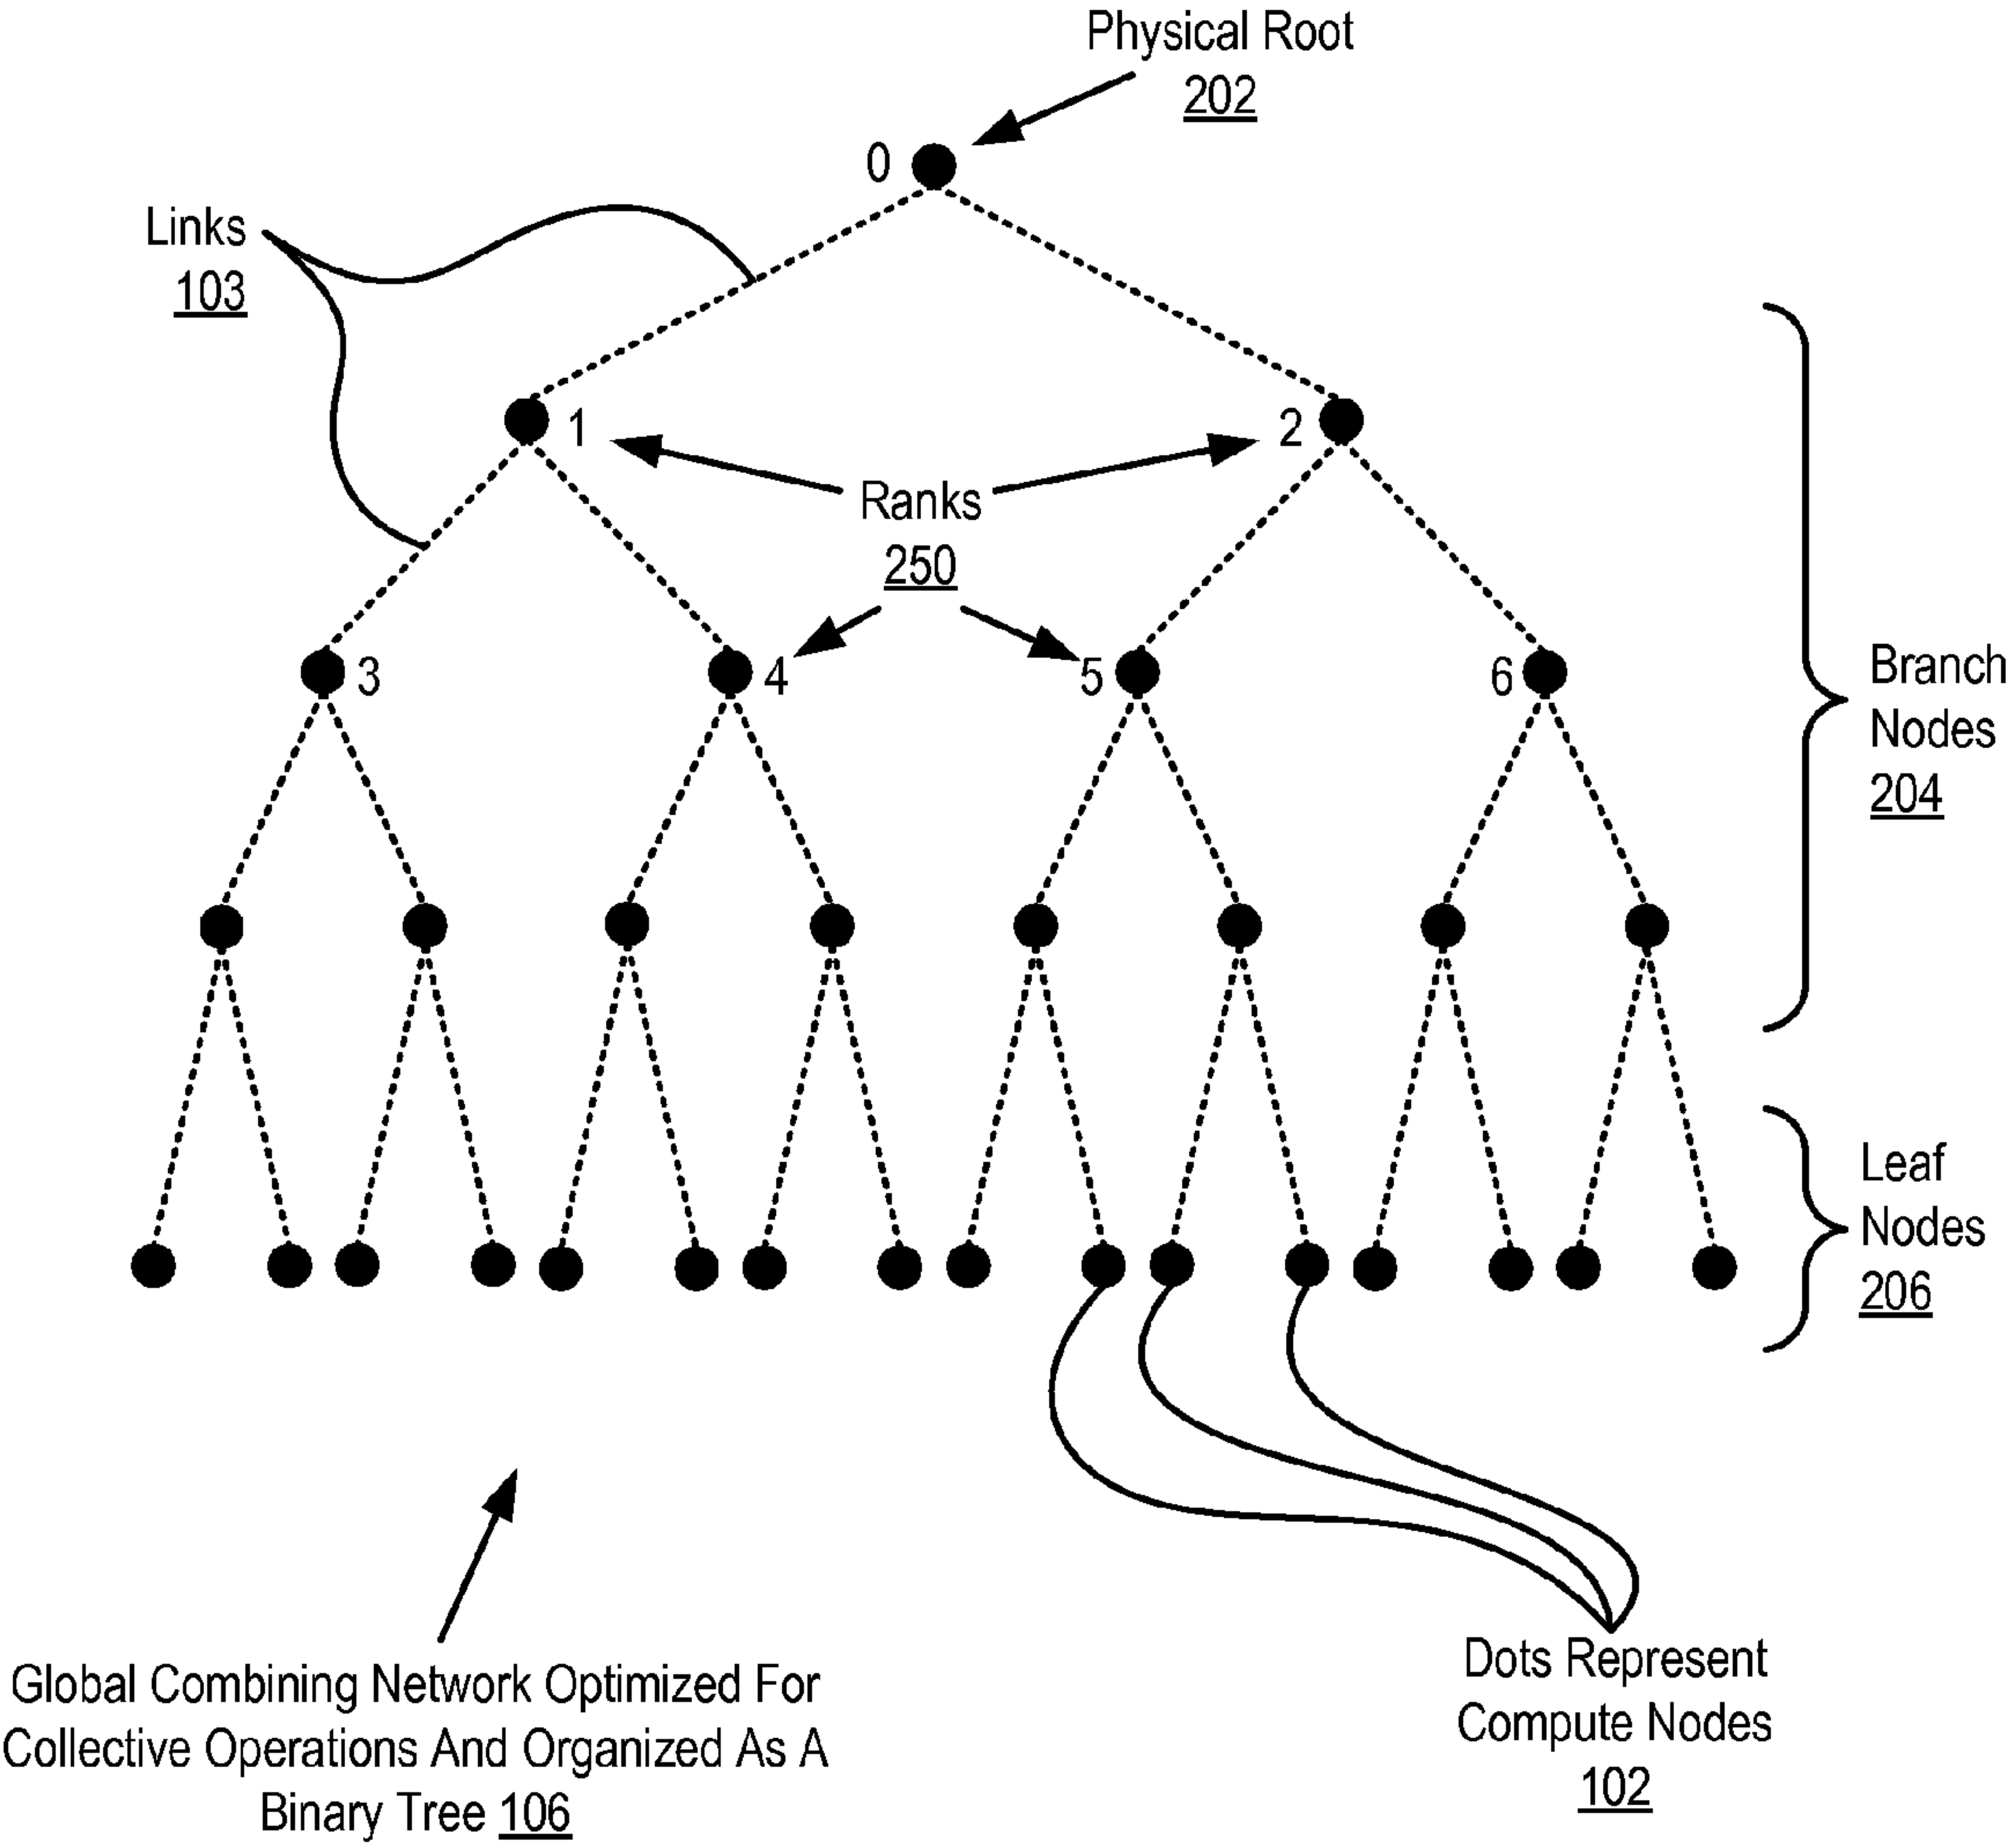 Physical Root
202
0
Links
103
1
2
Ranks
250
3
4
5
6
Branch
Nodes
204
Leaf
Nodes
206
Global Combining Network Optimized For
Collective Operations And Organized As A
Binary Tree 106
Dots Represent
Compute Nodes
102